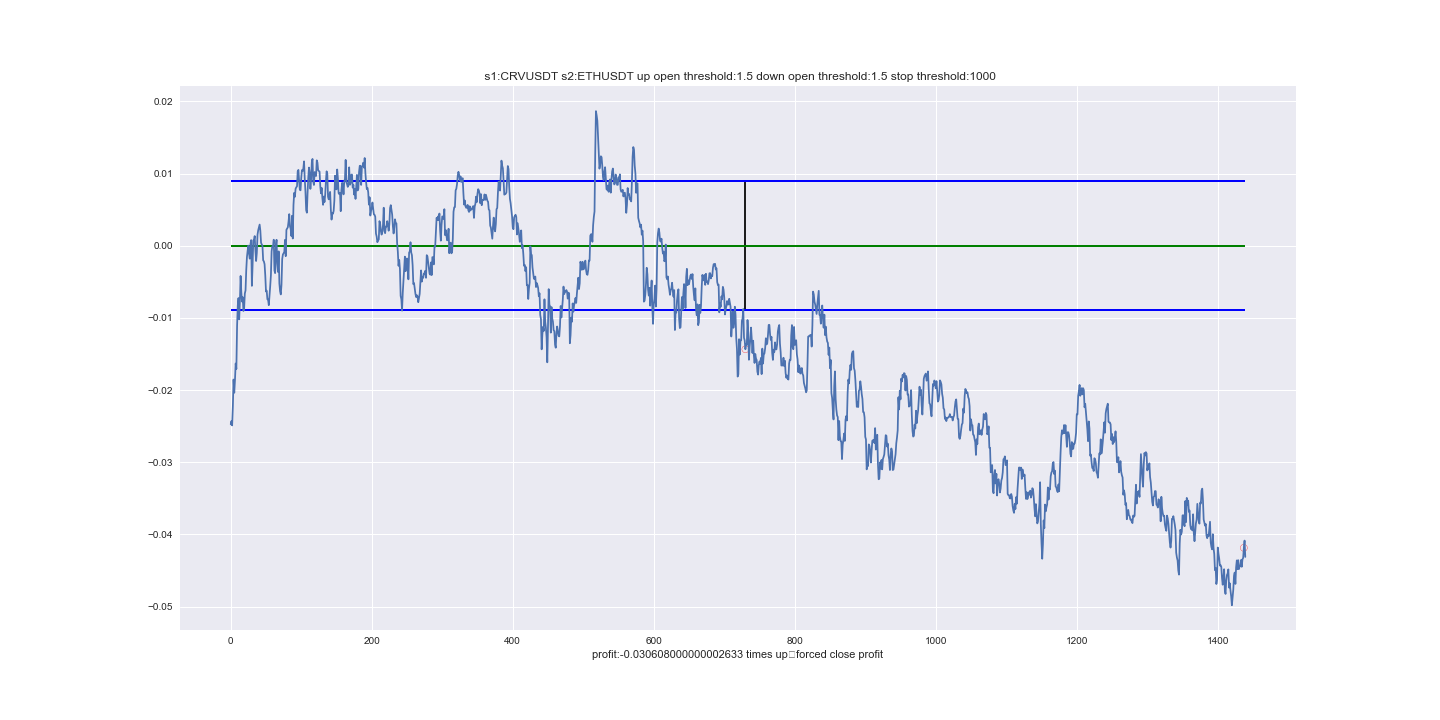 s1:CRVUSDT s2:ETHUSDT up open threshold:1.5 down open threshold:1.5 stop threshold:1000
0.02
0.01
0.00
−0.01
−0.02
−0.03
−0.04
−0.05
0 200 400 600 800 1000 1200 1400
profit:-0.030608000000002633 times up□forced close profit